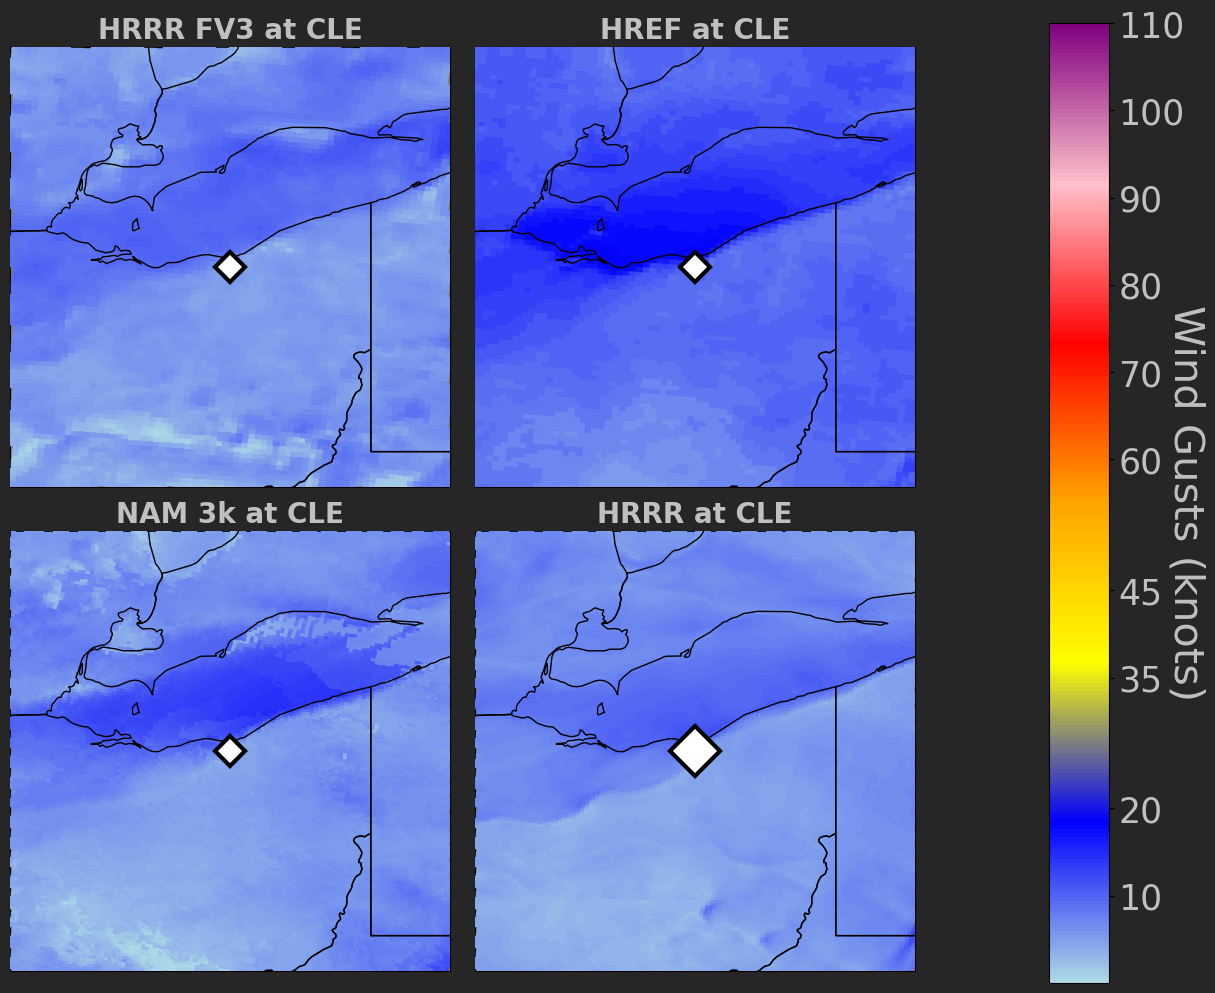 HRRR FV3 at CLE
HREF at CLE
NAM 3k at CLE
HRRR at CLE
110
100
90
80
70
60
45
35
20
10
Wind Gusts (knots)